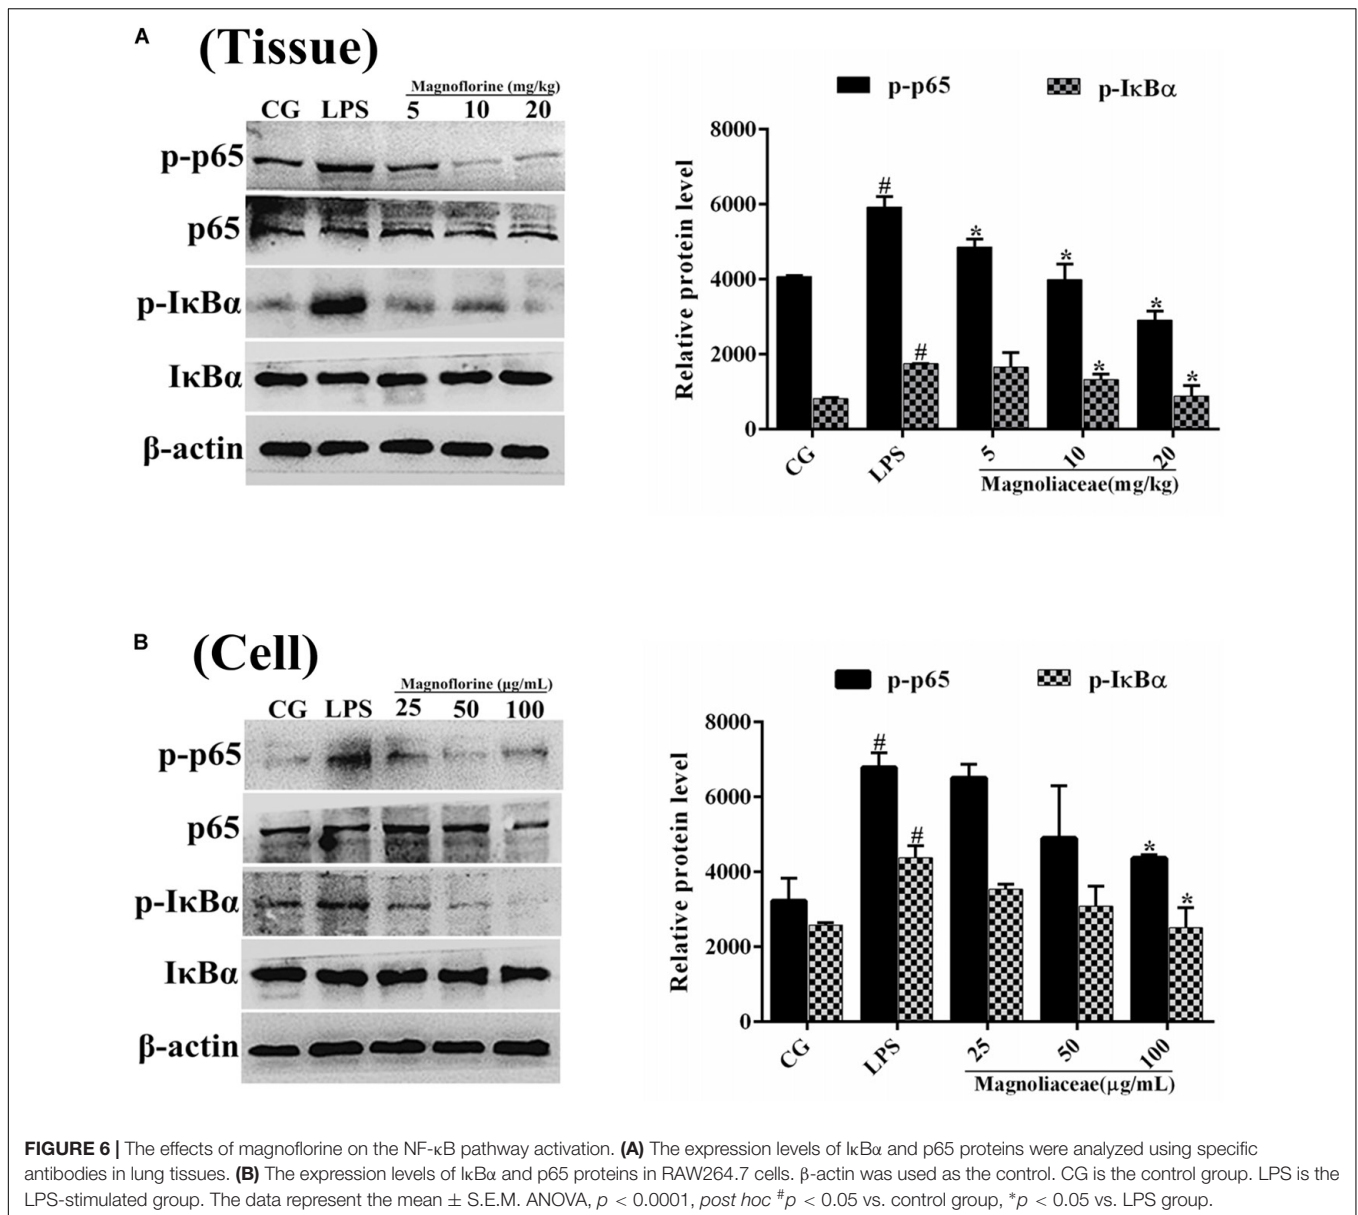 A (Tissue)
Magnoflorine (mg/kg)
CG LPS 5 10 20
p-p65
p65
p-IκBα
IκBα
β-actin
p-p65 p-IκBα
Relative protein level
8000
6000
4000
2000
0
#
#
*
*
*
*
*
CG LPS 5 10 20
Magnoliaceae(mg/kg)
B (Cell)
Magnoflorine (μg/mL)
CG LPS 25 50 100
p-p65
p65
p-IκBα
IκBα
β-actin
p-p65 p-IκBα
Relative protein level
8000
6000
4000
2000
0
#
#
*
*
CG LPS 25 50 100
Magnoliaceae(μg/mL)
FIGURE 6 | The effects of magnoflorine on the NF-κB pathway activation. (A) The expression levels of IκBα and p65 proteins were analyzed using specific
antibodies in lung tissues. (B) The expression levels of IκBα and p65 proteins in RAW264.7 cells. β-actin was used as the control. CG is the control group. LPS is the
LPS-stimulated group. The data represent the mean ± S.E.M. ANOVA, p < 0.0001, post hoc #p < 0.05 vs. control group, *p < 0.05 vs. LPS group.